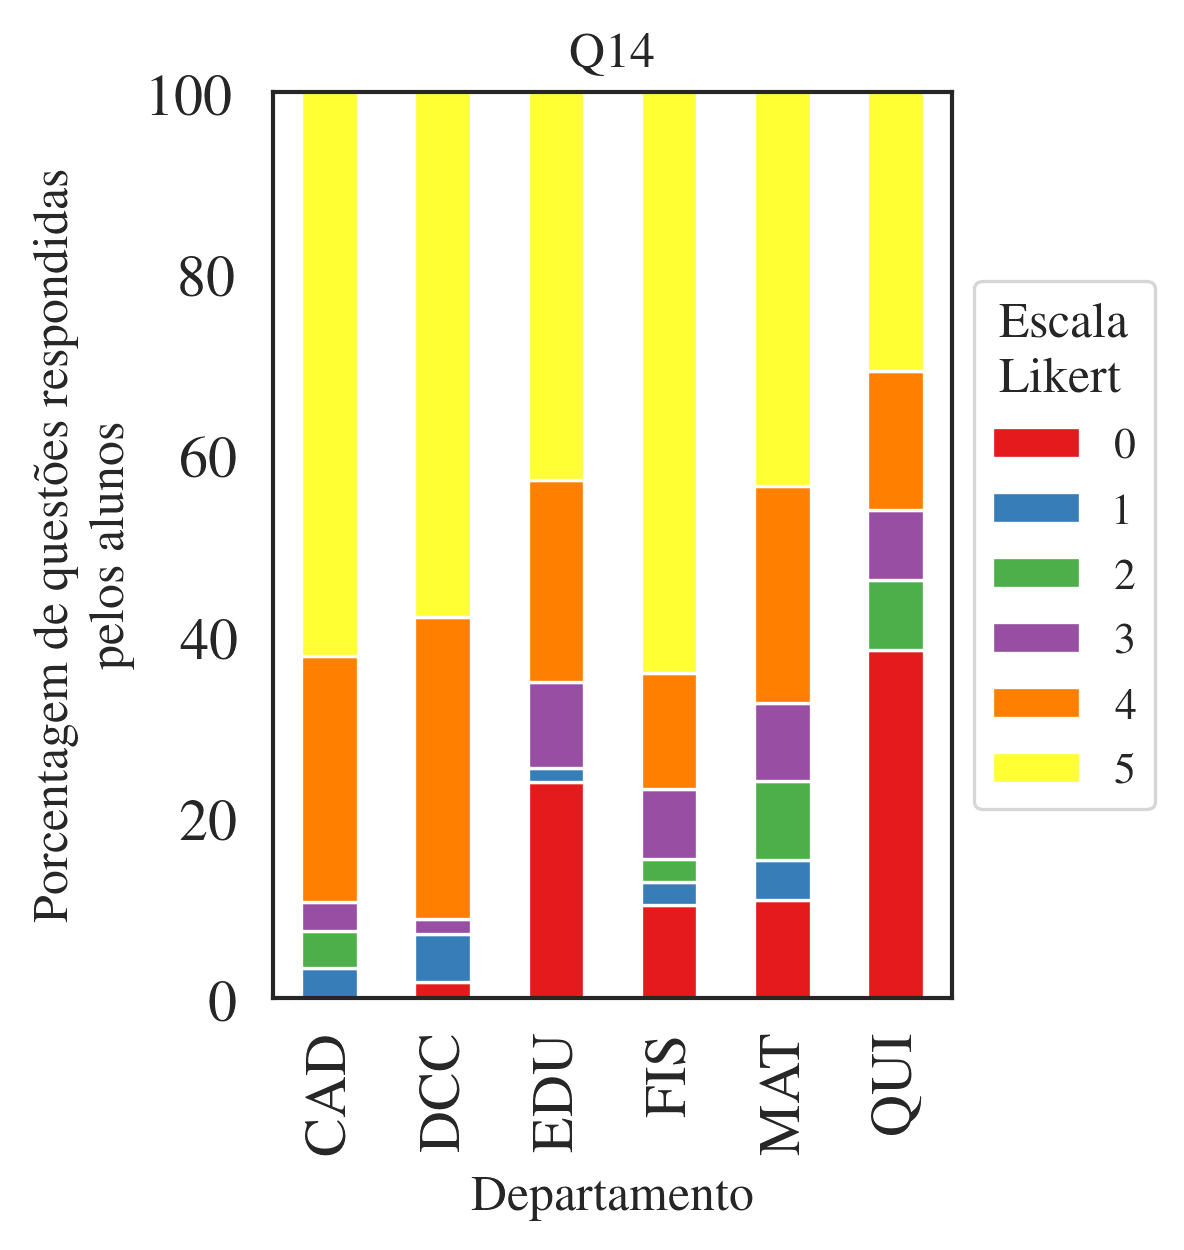 Q14
100
80
60
40
20
0
Porcentagem de questões respondidas
pelos alunos
CAD
DCC
EDU
FIS
MAT
QUI
Departamento
Escala
Likert
0
1
2
3
4
5